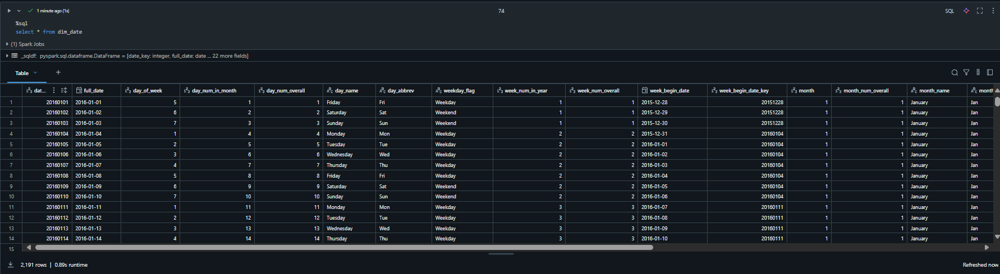 1 minute ago (1s)
74
SQL
%sql
select * from dim_date
(1) Spark Jobs
_sqldf: pyspark.sql.dataframe.DataFrame = [date_key: integer, full_date: date ... 22 more fields]
Table +
dat... full_date day_of_week day_num_in_month day_num_overall day_name day_abbrev weekday_flag week_num_in_year week_num_overall week_begin_date week_begin_date_key month month_num_overall month_name month
1 20160101 2016-01-01 5 1 1 Friday Fri Weekday 1 1 2015-12-28 20151228 1 1 January Jan
2 20160102 2016-01-02 6 2 2 Saturday Sat Weekend 1 1 2015-12-29 20151228 1 1 January Jan
3 20160103 2016-01-03 7 3 3 Sunday Sun Weekend 1 1 2015-12-30 20151228 1 1 January Jan
4 20160104 2016-01-04 1 4 4 Monday Mon Weekday 2 2 2015-12-31 20160104 1 1 January Jan
5 20160105 2016-01-05 2 5 5 Tuesday Tue Weekday 2 2 2016-01-01 20160104 1 1 January Jan
6 20160106 2016-01-06 3 6 6 Wednesday Wed Weekday 2 2 2016-01-02 20160104 1 1 January Jan
7 20160107 2016-01-07 4 7 7 Thursday Thu Weekday 2 2 2016-01-03 20160104 1 1 January Jan
8 20160108 2016-01-08 5 8 8 Friday Fri Weekday 2 2 2016-01-04 20160104 1 1 January Jan
9 20160109 2016-01-09 6 9 9 Saturday Sat Weekend 2 2 2016-01-05 20160104 1 1 January Jan
10 20160110 2016-01-10 7 10 10 Sunday Sun Weekend 2 2 2016-01-06 20160104 1 1 January Jan
11 20160111 2016-01-11 1 11 11 Monday Mon Weekday 3 3 2016-01-07 20160111 1 1 January Jan
12 20160112 2016-01-12 2 12 12 Tuesday Tue Weekday 3 3 2016-01-08 20160111 1 1 January Jan
13 20160113 2016-01-13 3 13 13 Wednesday Wed Weekday 3 3 2016-01-09 20160111 1 1 January Jan
14 20160114 2016-01-14 4 14 14 Thursday Thu Weekday 3 3 2016-01-10 20160111 1 1 January Jan
15
2,191 rows | 0.89s runtime
Refreshed now